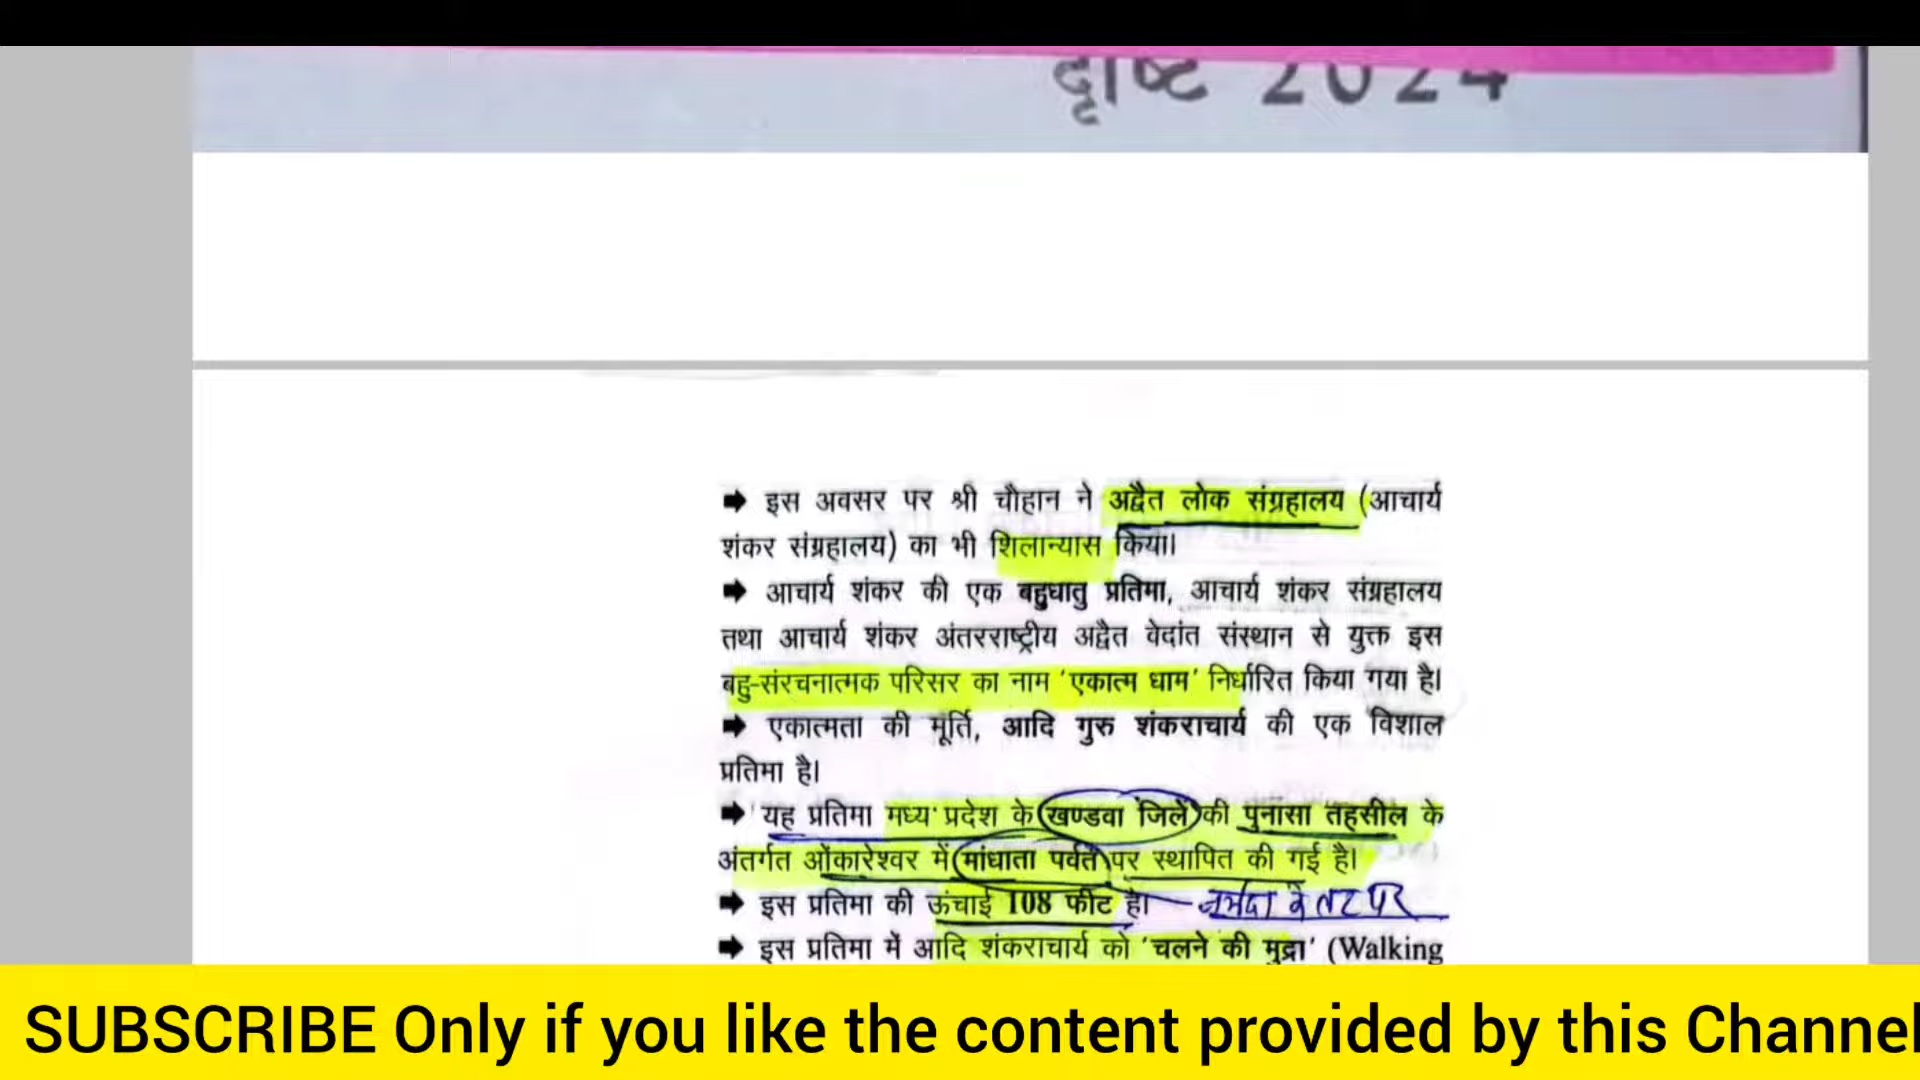 दृष्टि 2024
➡ इस अवसर पर श्री चौहान ने अद्वैत लोक संग्रहालय (आचार्य
शंकर संग्रहालय) का भी शिलान्यास किया।
➡ आचार्य शंकर की एक बहुधातु प्रतिमा, आचार्य शंकर संग्रहालय
तथा आचार्य शंकर अंतरराष्ट्रीय अद्वैत वेदांत संस्थान से युक्त इस
बहु-संरचनात्मक परिसर का नाम 'एकात्म धाम' निर्धारित किया गया है।
➡ एकात्मता की मूर्ति, आदि गुरु शंकराचार्य की एक विशाल
प्रतिमा है।
➡ यह प्रतिमा मध्य प्रदेश के खण्डवा जिले की पुनासा तहसील के
अंतर्गत ओंकारेश्वर में मांधाता पर्वत पर स्थापित की गई है।
➡ इस प्रतिमा की ऊंचाई 108 फीट है। — नर्मदा के तट पर
➡ इस प्रतिमा में आदि शंकराचार्य को 'चलने की मुद्रा' (Walking
SUBSCRIBE Only if you like the content provided by this Channel